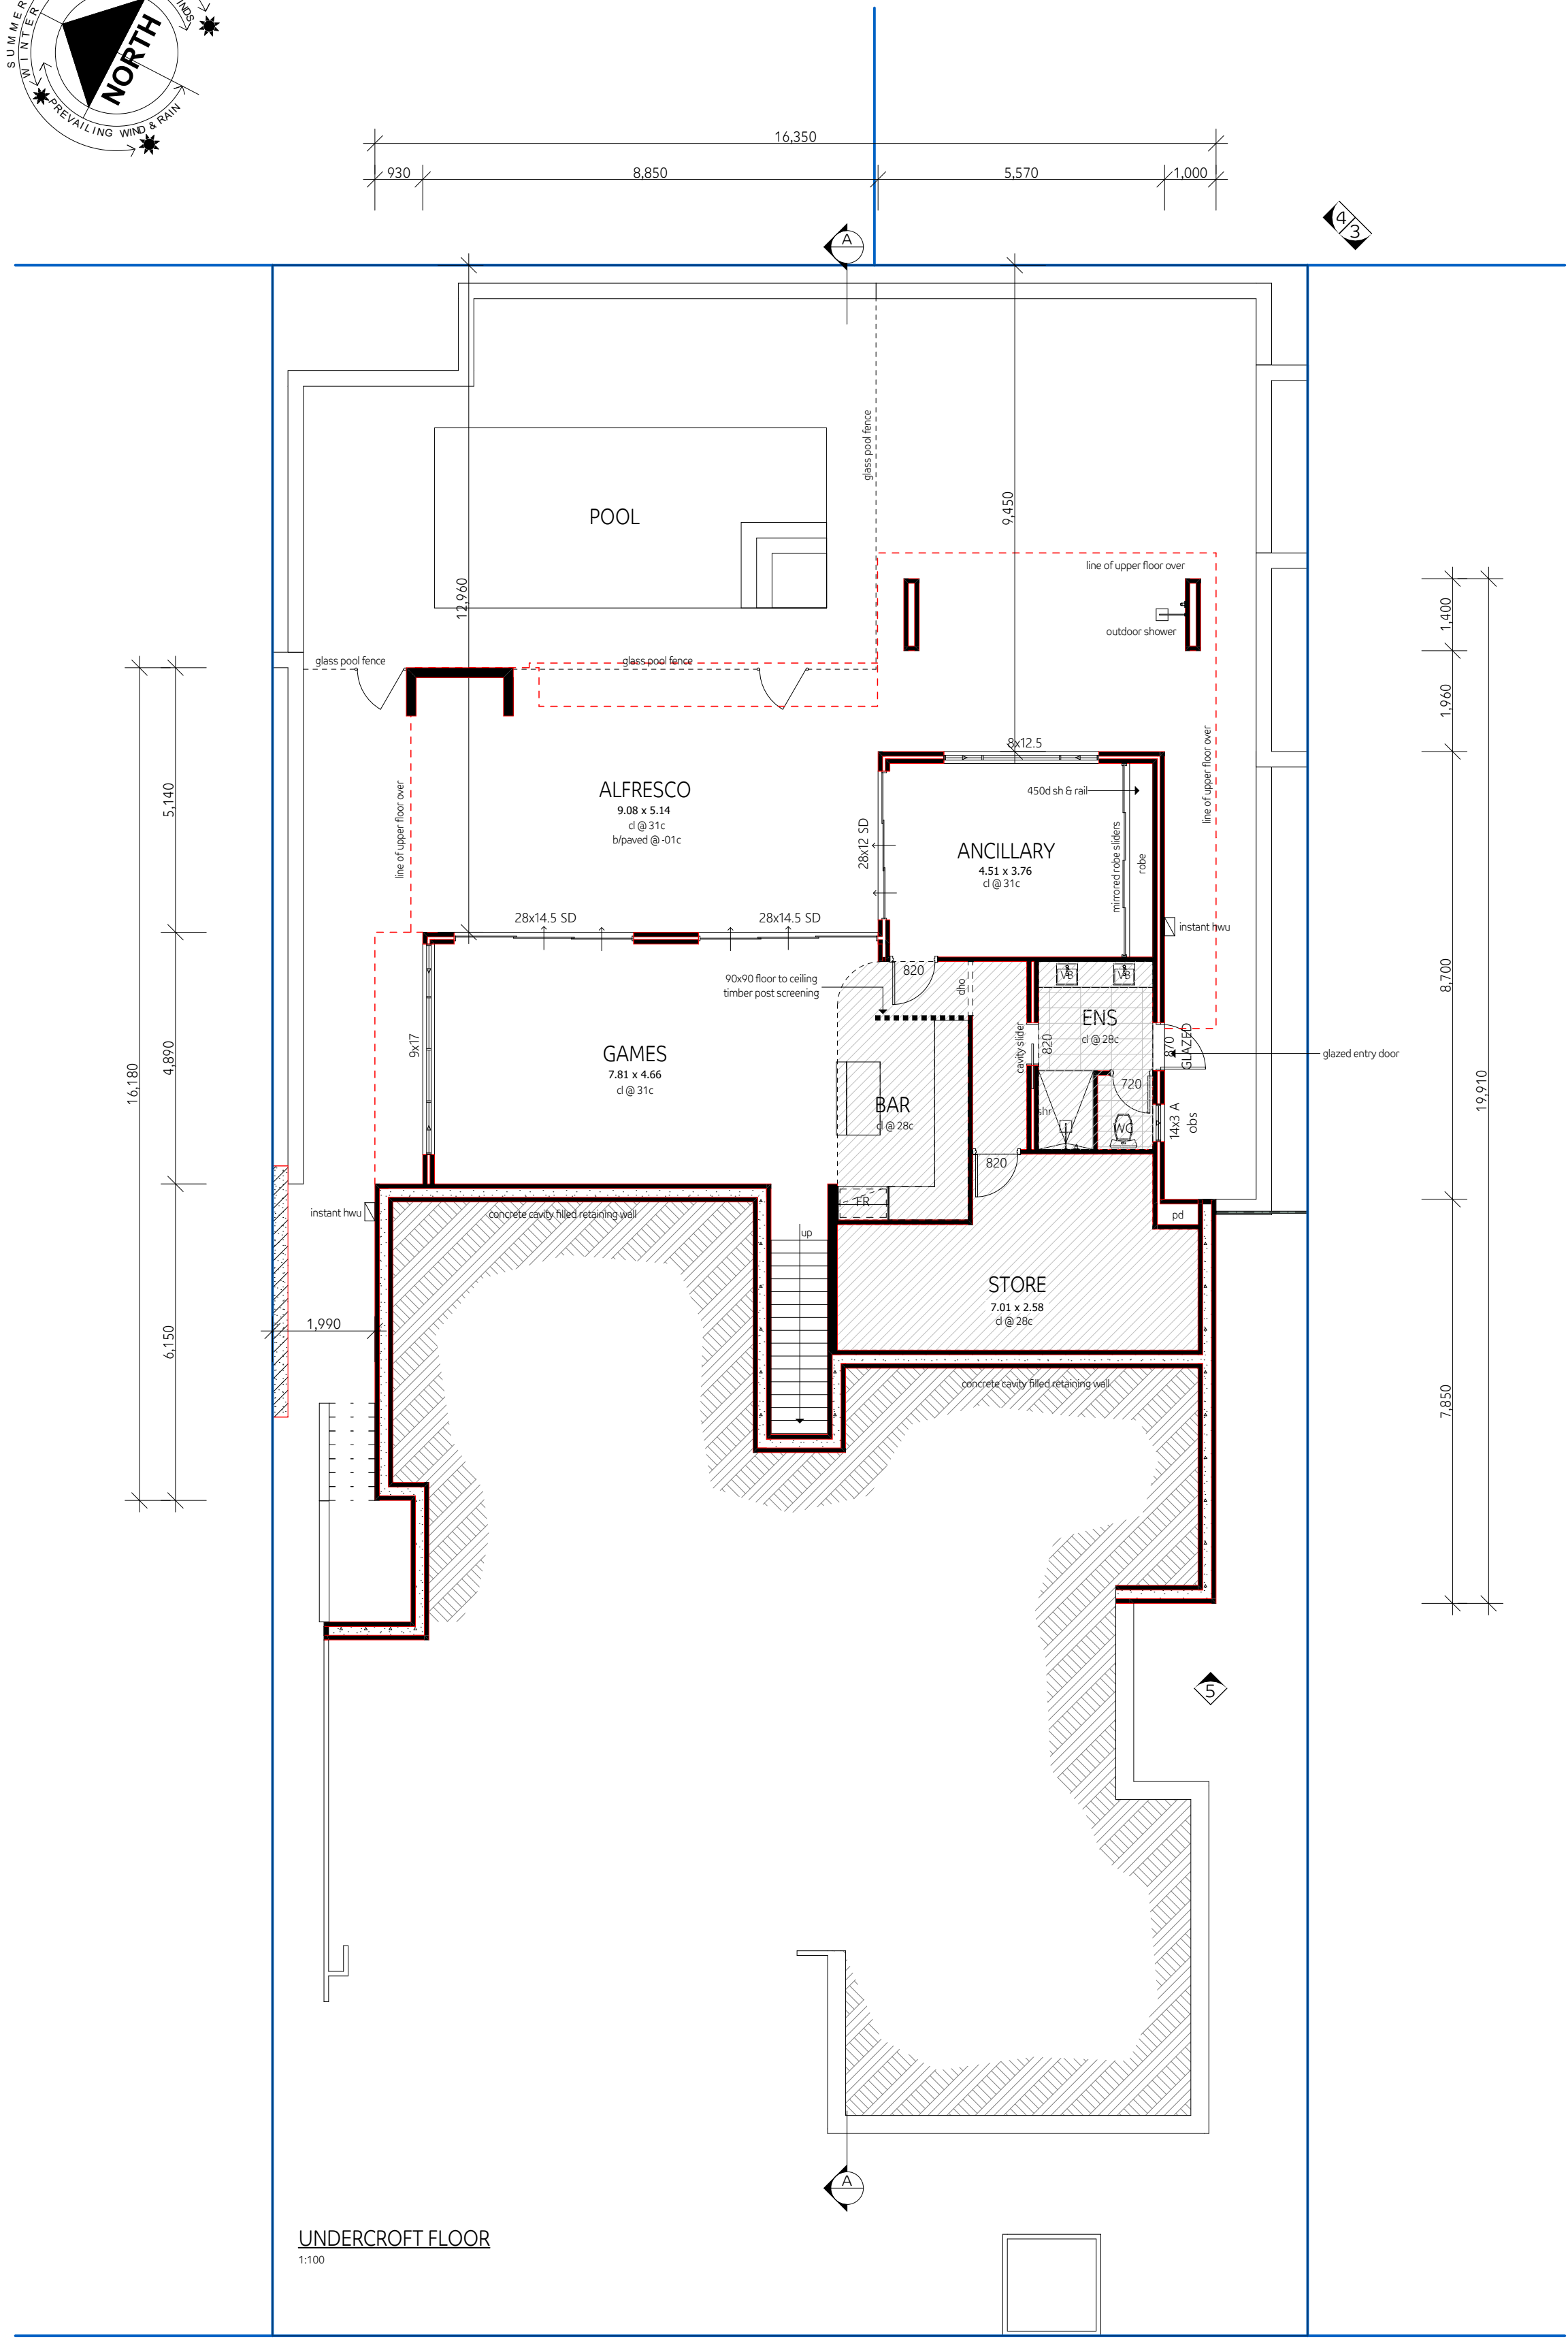 SUMMER
WINTER
INDS
NORTH
PREVAILING WIND & RAIN
16,350
930
8,850
5,570
1,000
4
3
A
glass pool fence
9,450
POOL
12,960
line of upper floor over
outdoor shower
1,400
1,960
glass pool fence
glass pool fence
8x12.5
ALFRESCO
9.08 x 5.14
cl @ 31c
b/paved @ -01c
line of upper floor over
5,140
28x12 SD
450d sh & rail
ANCILLARY
4.51 x 3.76
cl @ 31c
mirrored robe sliders
robe
line of upper floor over
28x14.5 SD
28x14.5 SD
instant hwu
820
90x90 floor to ceiling
timber post screening
dho
VB
VB
8,700
ENS
cl @ 28c
cavity slider
820
870
GLAZED
glazed entry door
9x17
GAMES
7.81 x 4.66
cl @ 31c
4,890
16,180
19,910
BAR
cl @ 28c
720
shr
WC
14x3 A
obs
820
FR
instant hwu
concrete cavity filled retaining wall
up
pd
STORE
7.01 x 2.58
cl @ 28c
1,990
6,150
concrete cavity filled retaining wall
7,850
5
A
UNDERCROFT FLOOR
1:100